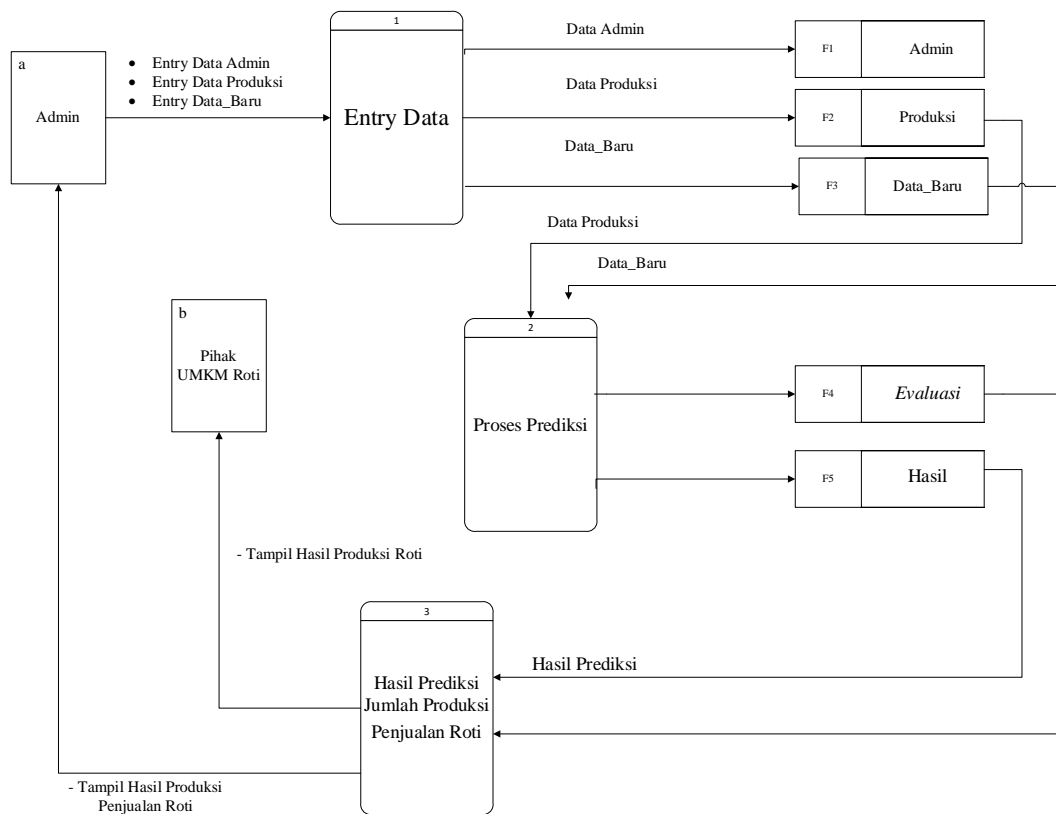 1
Entry Data
a
Admin
• Entry Data Admin
• Entry Data Produksi
• Entry Data_Baru
Data Admin
F1 Admin
Data Produksi
F2 Produksi
Data_Baru
F3 Data_Baru
Data Produksi
Data_Baru
b
Pihak
UMKM Roti
2
Proses Prediksi
F4 Evaluasi
F5 Hasil
- Tampil Hasil Produksi Roti
3
Hasil Prediksi
Jumlah Produksi
Penjualan Roti
Hasil Prediksi
- Tampil Hasil Produksi
Penjualan Roti